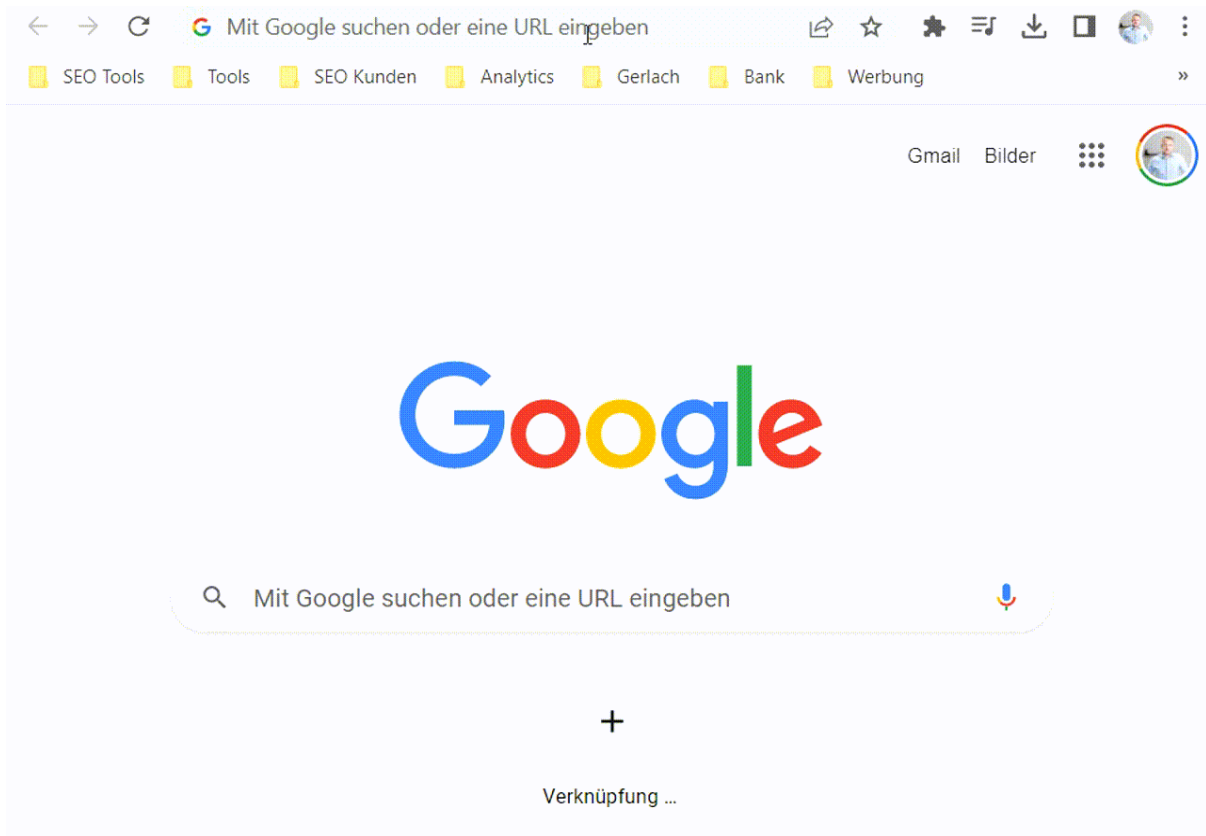 Mit Google suchen oder eine URL eingeben
SEO Tools Tools SEO Kunden Analytics Gerlach Bank Werbung »
Gmail Bilder
Google
Mit Google suchen oder eine URL eingeben
Verknüpfung ...